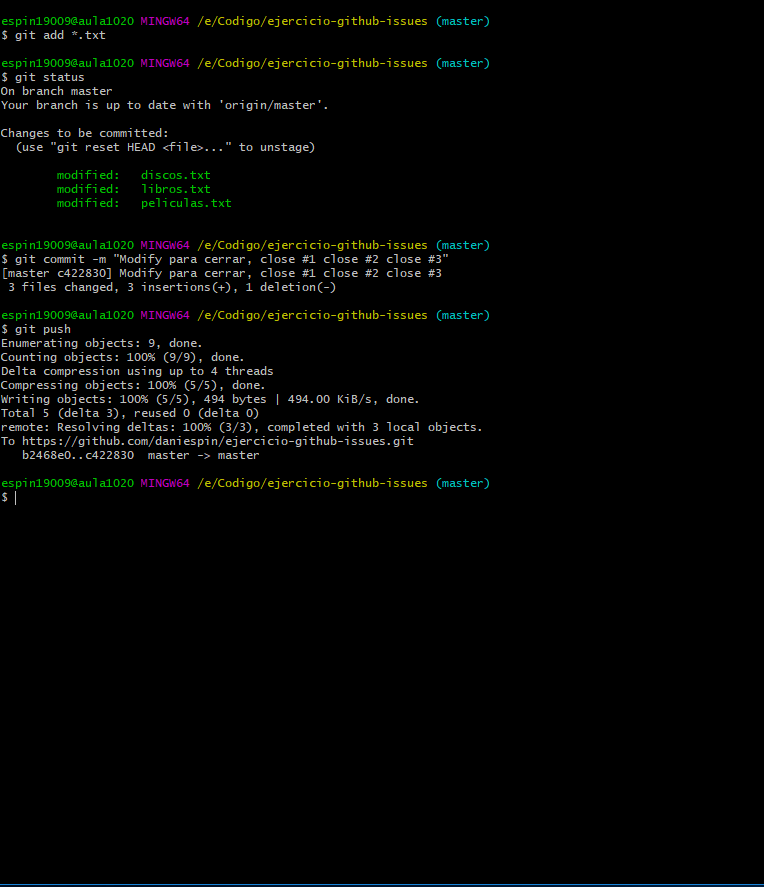 espin19009@aula1020 MINGW64 /e/Codigo/ejercicio-github-issues (master)
$ git add *.txt

espin19009@aula1020 MINGW64 /e/Codigo/ejercicio-github-issues (master)
$ git status
On branch master
Your branch is up to date with 'origin/master'.

Changes to be committed:
  (use "git reset HEAD <file>..." to unstage)

        modified:   discos.txt
        modified:   libros.txt
        modified:   peliculas.txt


espin19009@aula1020 MINGW64 /e/Codigo/ejercicio-github-issues (master)
$ git commit -m "Modify para cerrar, close #1 close #2 close #3"
[master c422830] Modify para cerrar, close #1 close #2 close #3
 3 files changed, 3 insertions(+), 1 deletion(-)

espin19009@aula1020 MINGW64 /e/Codigo/ejercicio-github-issues (master)
$ git push
Enumerating objects: 9, done.
Counting objects: 100% (9/9), done.
Delta compression using up to 4 threads
Compressing objects: 100% (5/5), done.
Writing objects: 100% (5/5), 494 bytes | 494.00 KiB/s, done.
Total 5 (delta 3), reused 0 (delta 0)
remote: Resolving deltas: 100% (3/3), completed with 3 local objects.
To https://github.com/daniespin/ejercicio-github-issues.git
   b2468e0..c422830  master -> master

espin19009@aula1020 MINGW64 /e/Codigo/ejercicio-github-issues (master)
$